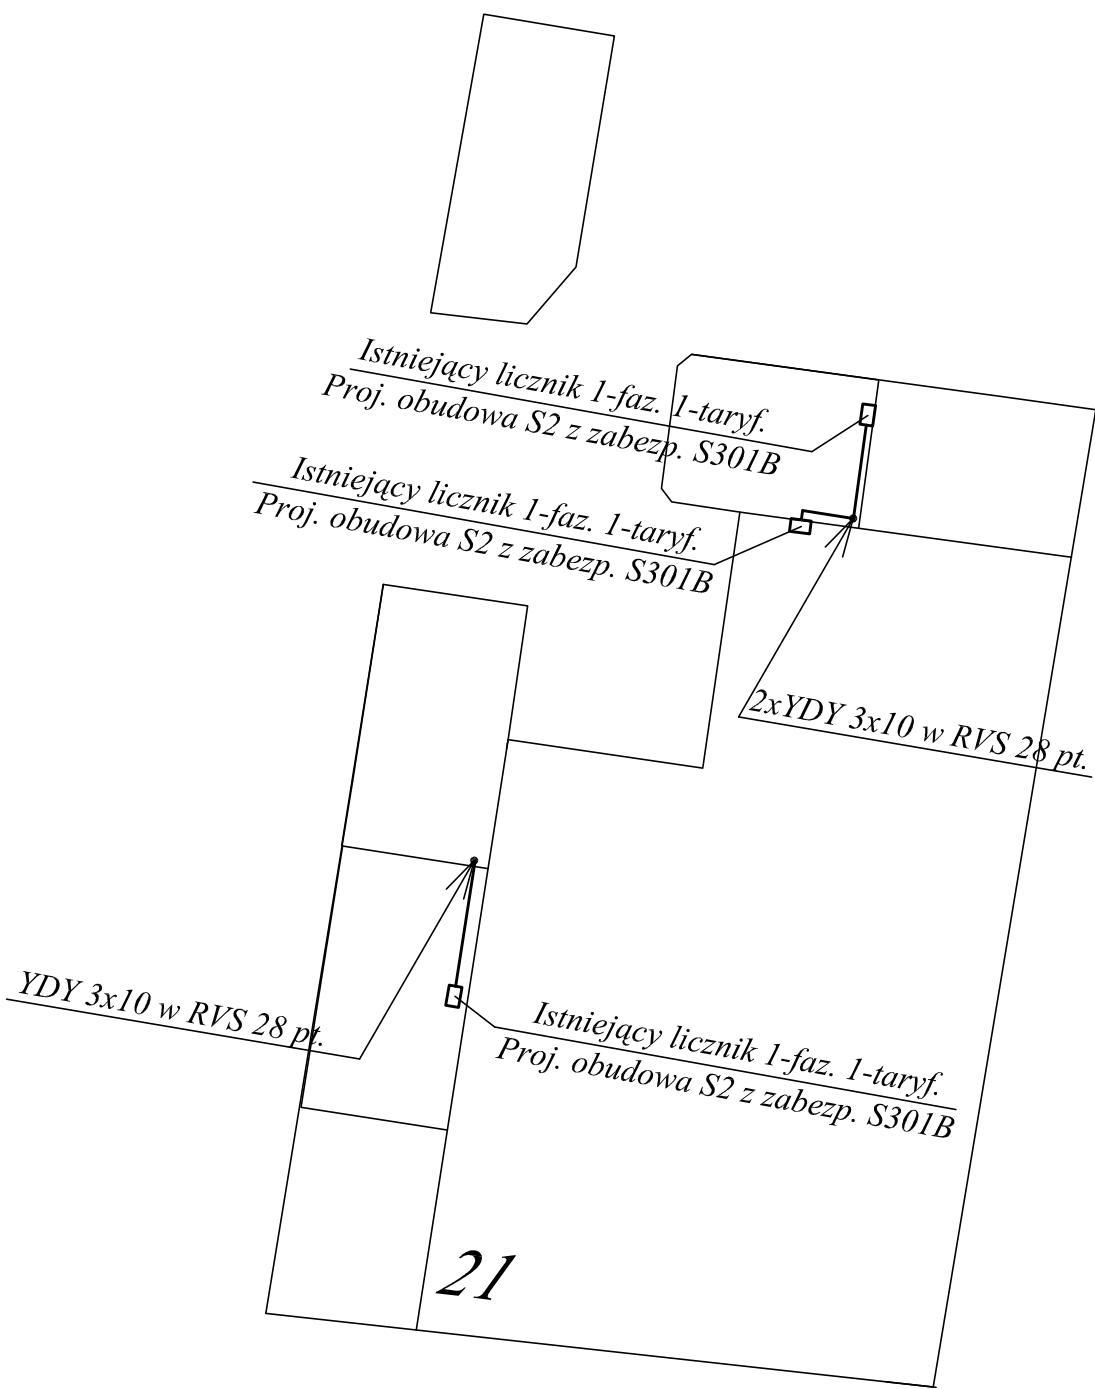 Istniejący licznik 1-faz. 1-taryf.
Proj. obudowa S2 z zabezp. S301B
Istniejący licznik 1-faz. 1-taryf.
Proj. obudowa S2 z zabezp. S301B
2xYDY 3x10 w RVS 28 pt.
YDY 3x10 w RVS 28 pt.
Istniejący licznik 1-faz. 1-taryf.
Proj. obudowa S2 z zabezp. S301B
21